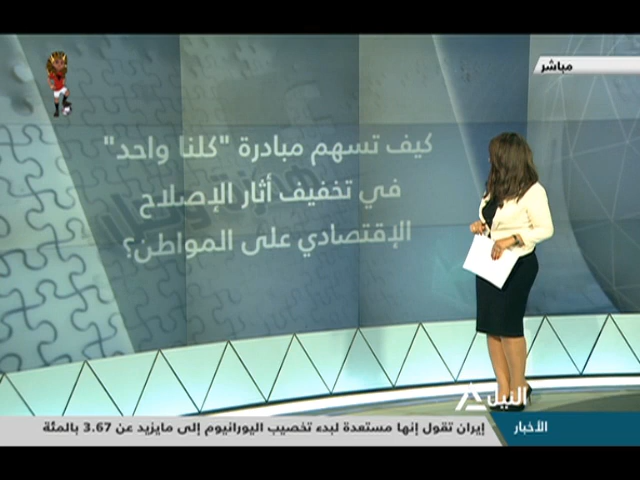 مباشر
كيف تسهم مبادرة "كلنا واحد"
في تخفيف أثار الإصلاح
الإقتصادي على المواطن؟
النيل
الأخبار
إيران تقول إنها مستعدة لبدء تخصيب اليورانيوم إلى مايزيد عن 3.67 بالمئة